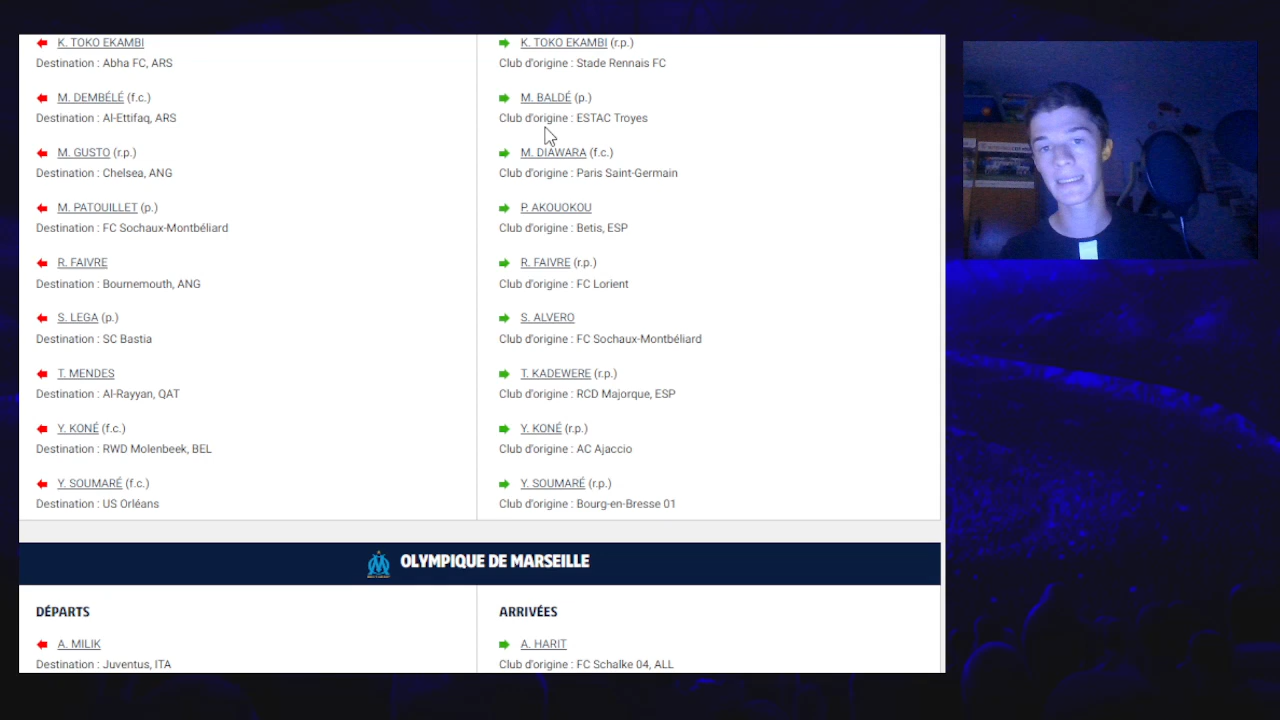 K. TOKO EKAMBI
Destination : Abha FC, ARS
M. DEMBÉLÉ (f.c.)
Destination : Al-Ettifaq, ARS
M. GUSTO (r.p.)
Destination : Chelsea, ANG
M. PATOUILLET (p.)
Destination : FC Sochaux-Montbéliard
R. FAIVRE
Destination : Bournemouth, ANG
S. LEGA (p.)
Destination : SC Bastia
T. MENDES
Destination : Al-Rayyan, QAT
Y. KONÉ (f.c.)
Destination : RWD Molenbeek, BEL
Y. SOUMARÉ (f.c.)
Destination : US Orléans
K. TOKO EKAMBI (r.p.)
Club d'origine : Stade Rennais FC
M. BALDÉ (p.)
Club d'origine : ESTAC Troyes
M. DIAWARA (f.c.)
Club d'origine : Paris Saint-Germain
P. AKOUOKOU
Club d'origine : Betis, ESP
R. FAIVRE (r.p.)
Club d'origine : FC Lorient
S. ALVERO
Club d'origine : FC Sochaux-Montbéliard
T. KADEWERE (r.p.)
Club d'origine : RCD Majorque, ESP
Y. KONÉ (r.p.)
Club d'origine : AC Ajaccio
Y. SOUMARÉ (r.p.)
Club d'origine : Bourg-en-Bresse 01
OLYMPIQUE DE MARSEILLE
DÉPARTS
A. MILIK
Destination : Juventus, ITA
ARRIVÉES
A. HARIT
Club d'origine : FC Schalke 04, ALL